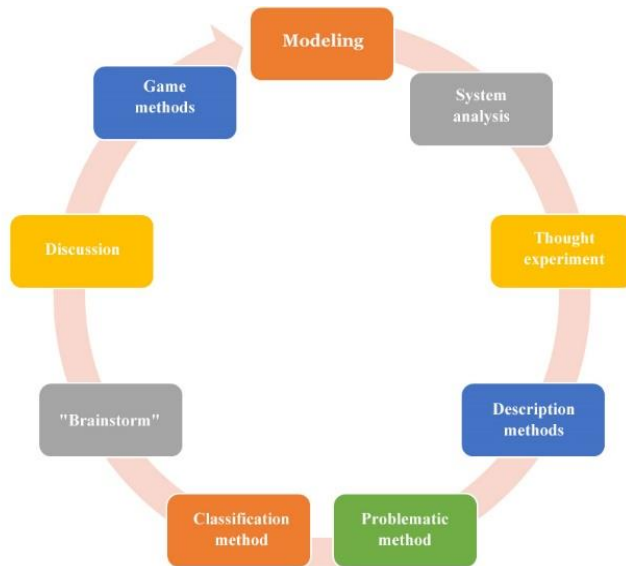 Modeling
System
analysis
Thought
experiment
Description
methods
Problematic
method
Classification
method
"Brainstorm"
Discussion
Game
methods